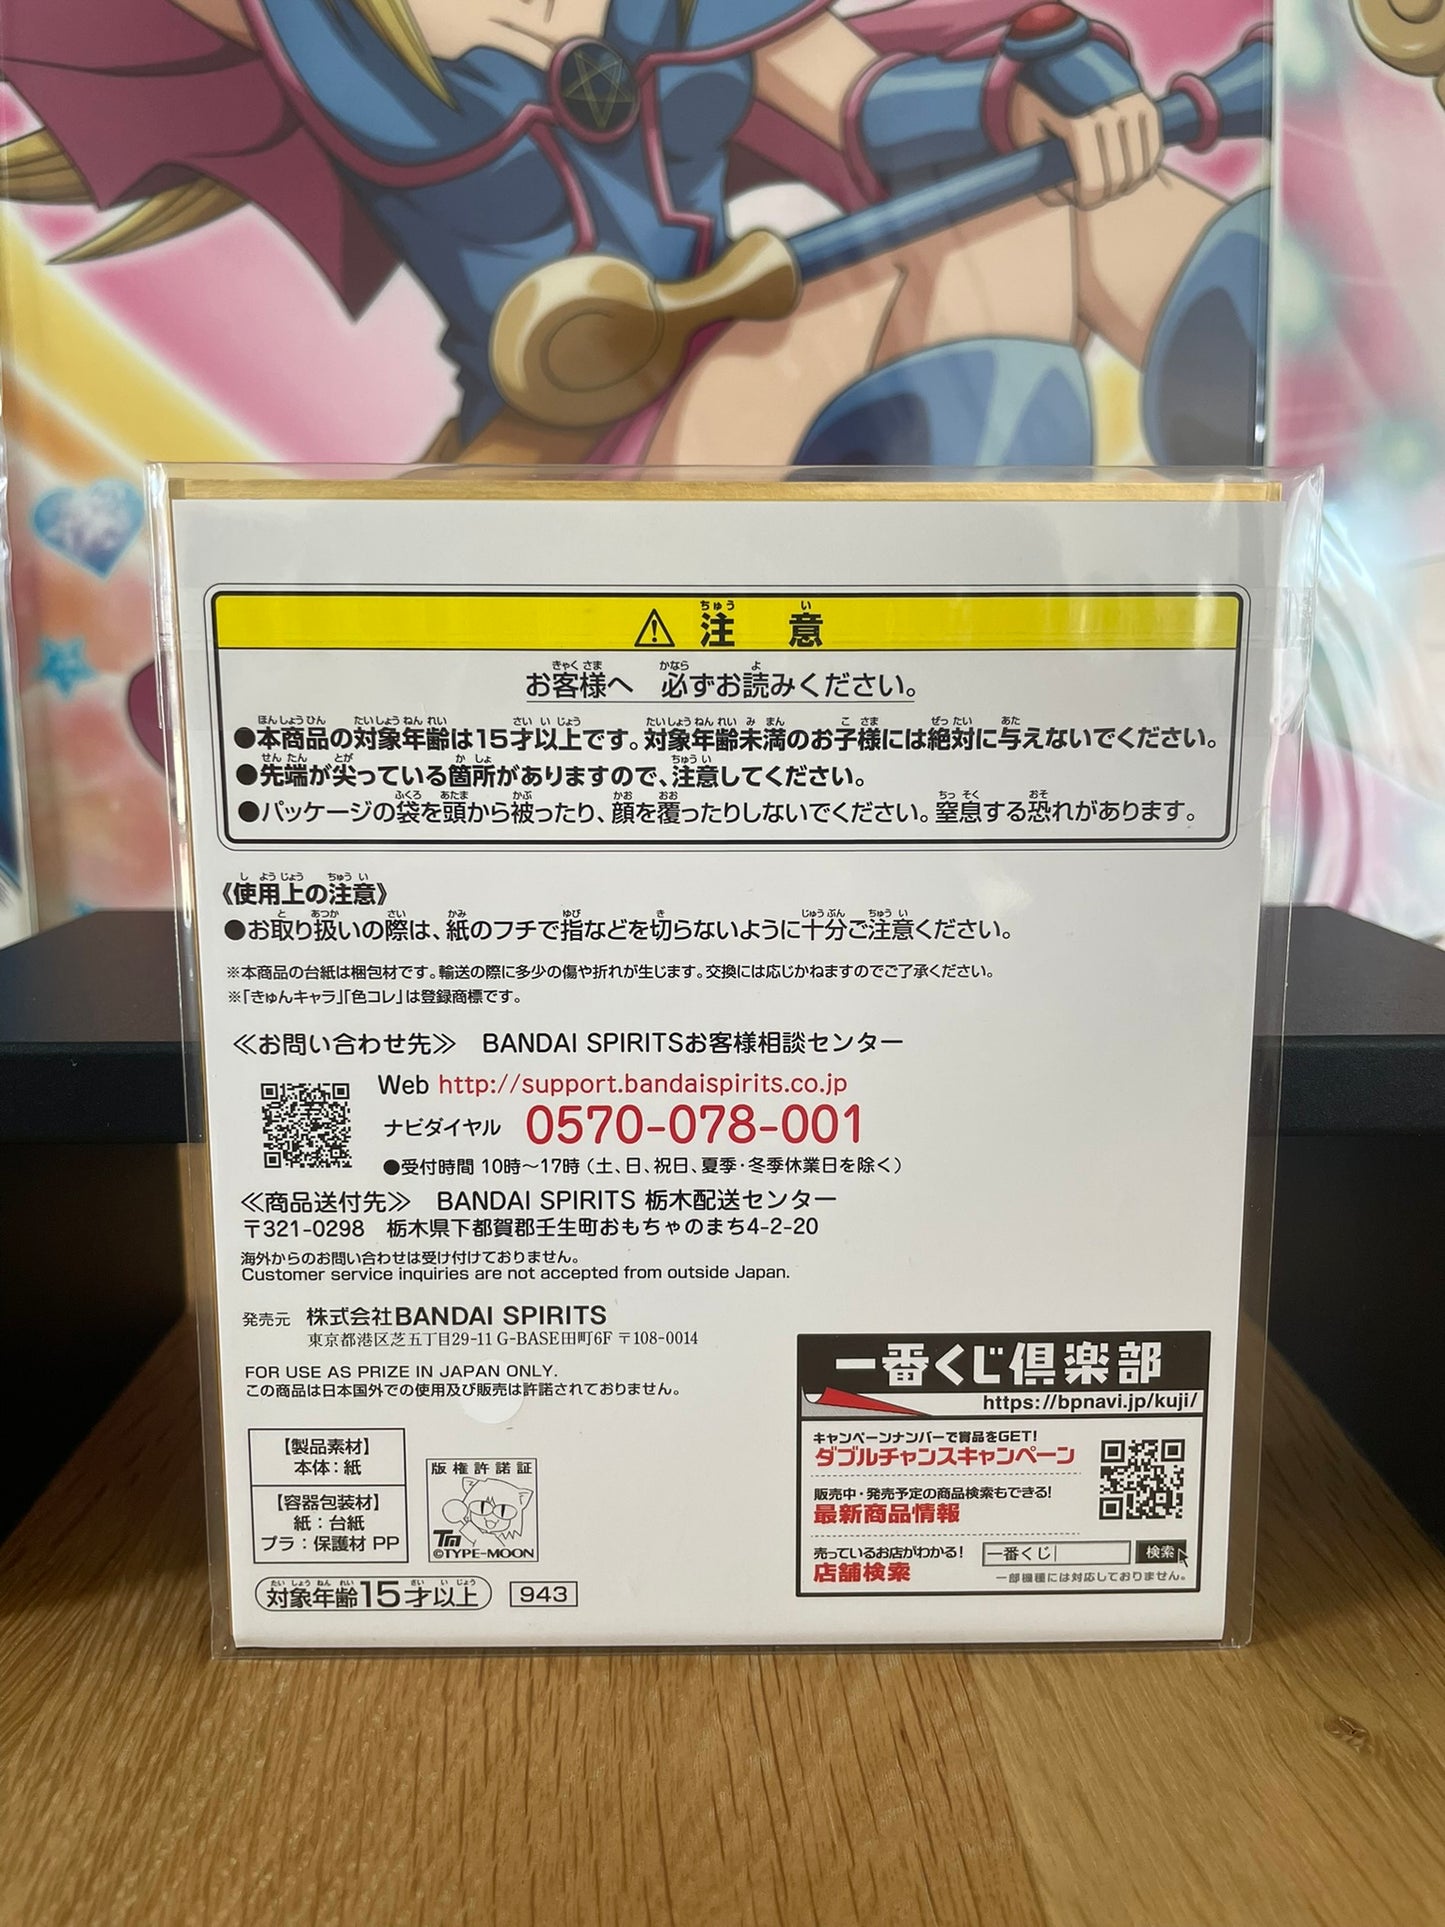 ⚠ 注意
お客様へ 必ずお読みください。
●本商品の対象年齢は15才以上です。対象年齢未満のお子様には絶対に与えないでください。
●先端が尖っている箇所がありますので、注意してください。
●パッケージの袋を頭から被ったり、顔を覆ったりしないでください。窒息する恐れがあります。
《使用上の注意》
●お取り扱いの際は、紙のフチで指などを切らないように十分ご注意ください。
※本商品の台紙は梱包材です。輸送の際に多少の傷や折れが生じます。交換には応じかねますのでご了承ください。
※「きゅんキャラ」「色コレ」は登録商標です。
≪お問い合わせ先≫ BANDAI SPIRITSお客様相談センター
Web http://support.bandaispirits.co.jp
ナビダイヤル 0570-078-001
●受付時間 10時〜17時（土、日、祝日、夏季・冬季休業日を除く）
≪商品送付先≫ BANDAI SPIRITS 栃木配送センター
〒321-0298 栃木県下都賀郡壬生町おもちゃのまち4-2-20
海外からのお問い合わせは受け付けておりません。
Customer service inquiries are not accepted from outside Japan.
発売元 株式会社BANDAI SPIRITS
東京都港区芝五丁目29-11 G-BASE田町6F 〒108-0014
FOR USE AS PRIZE IN JAPAN ONLY.
この商品は日本国外での使用及び販売は許諾されておりません。
【製品素材】
本体：紙
【容器包装材】
紙：台紙
プラ：保護材 PP
版権許諾証
TM
©TYPE-MOON
対象年齢15才以上
943
一番くじ倶楽部
https://bpnavi.jp/kuji/
キャンペーンナンバーで賞品をGET!
ダブルチャンスキャンペーン
販売中・発売予定の商品検索もできる!
最新商品情報
売っているお店がわかる!
店舗検索
一番くじ 検索
一部機種には対応しておりません。